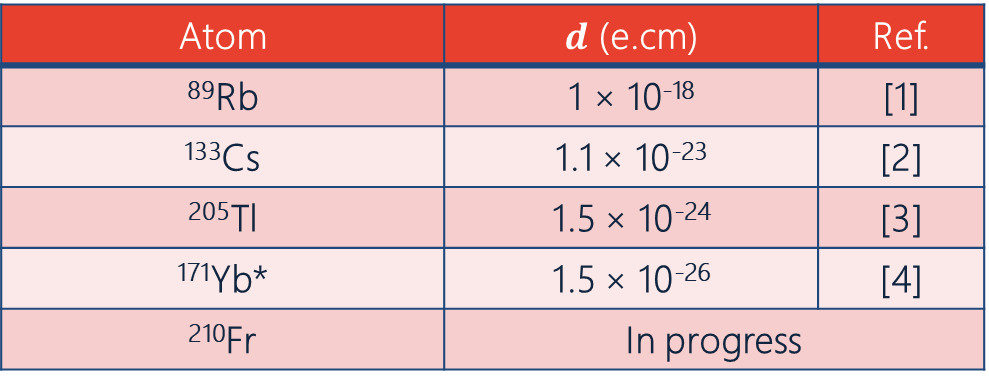 Atom d (e.cm) Ref.
⁸⁹Rb 1 × 10⁻¹⁸ [1]
¹³³Cs 1.1 × 10⁻²³ [2]
²⁰⁵Tl 1.5 × 10⁻²⁴ [3]
¹⁷¹Yb* 1.5 × 10⁻²⁶ [4]
²¹⁰Fr In progress